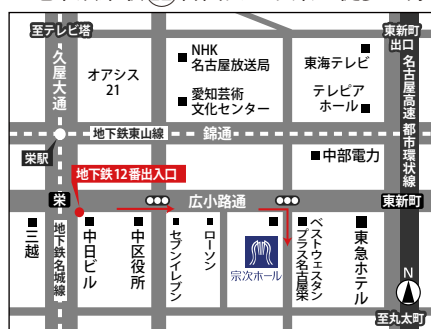 至テレビ塔
久屋大通
オアシス
21
NHK
名古屋放送局
愛知芸術
文化センター
東海テレビ
テレピア
ホール
東新町
出口
名古屋高速 都市環状線
地下鉄東山線
錦通
栄駅
中部電力
地下鉄12番出入口
栄
広小路通
東新町
三越
地下鉄名城線
中日ビル
中区役所
セブンイレブン
ローソン
宗次ホール
ベストウェスタン
プラス名古屋栄
東急ホテル
N
至丸太町